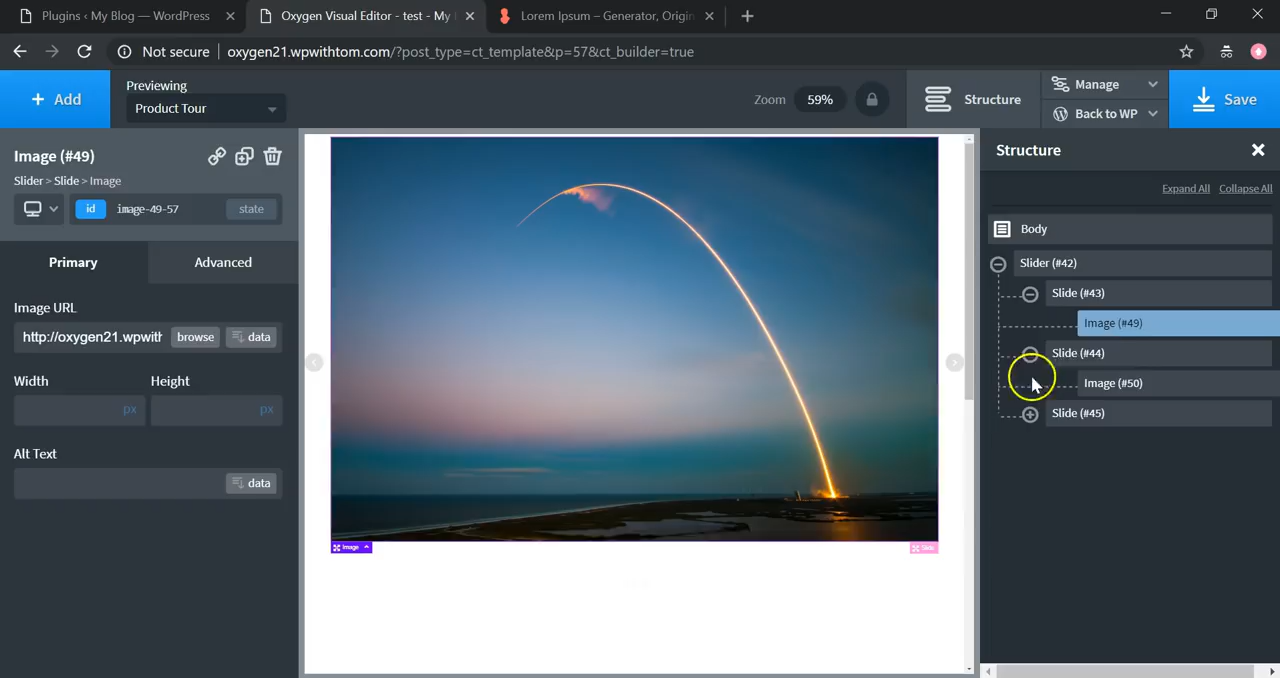 Plugins ‹ My Blog — WordPress
Oxygen Visual Editor - test - My
Lorem Ipsum – Generator, Origin
Not secure
oxygen21.wpwithtom.com/?post_type=ct_template&p=57&ct_builder=true
+ Add
Previewing
Product Tour
Zoom
59%
Structure
Manage
Back to WP
Save
Image (#49)
Slider > Slide > Image
id
image-49-57
state
Primary
Advanced
Image URL
http://oxygen21.wpwith
browse
data
Width
Height
px
px
Alt Text
data
Image
Slide
Structure
Expand All
Collapse All
Body
Slider (#42)
Slide (#43)
Image (#49)
Slide (#44)
Image (#50)
Slide (#45)